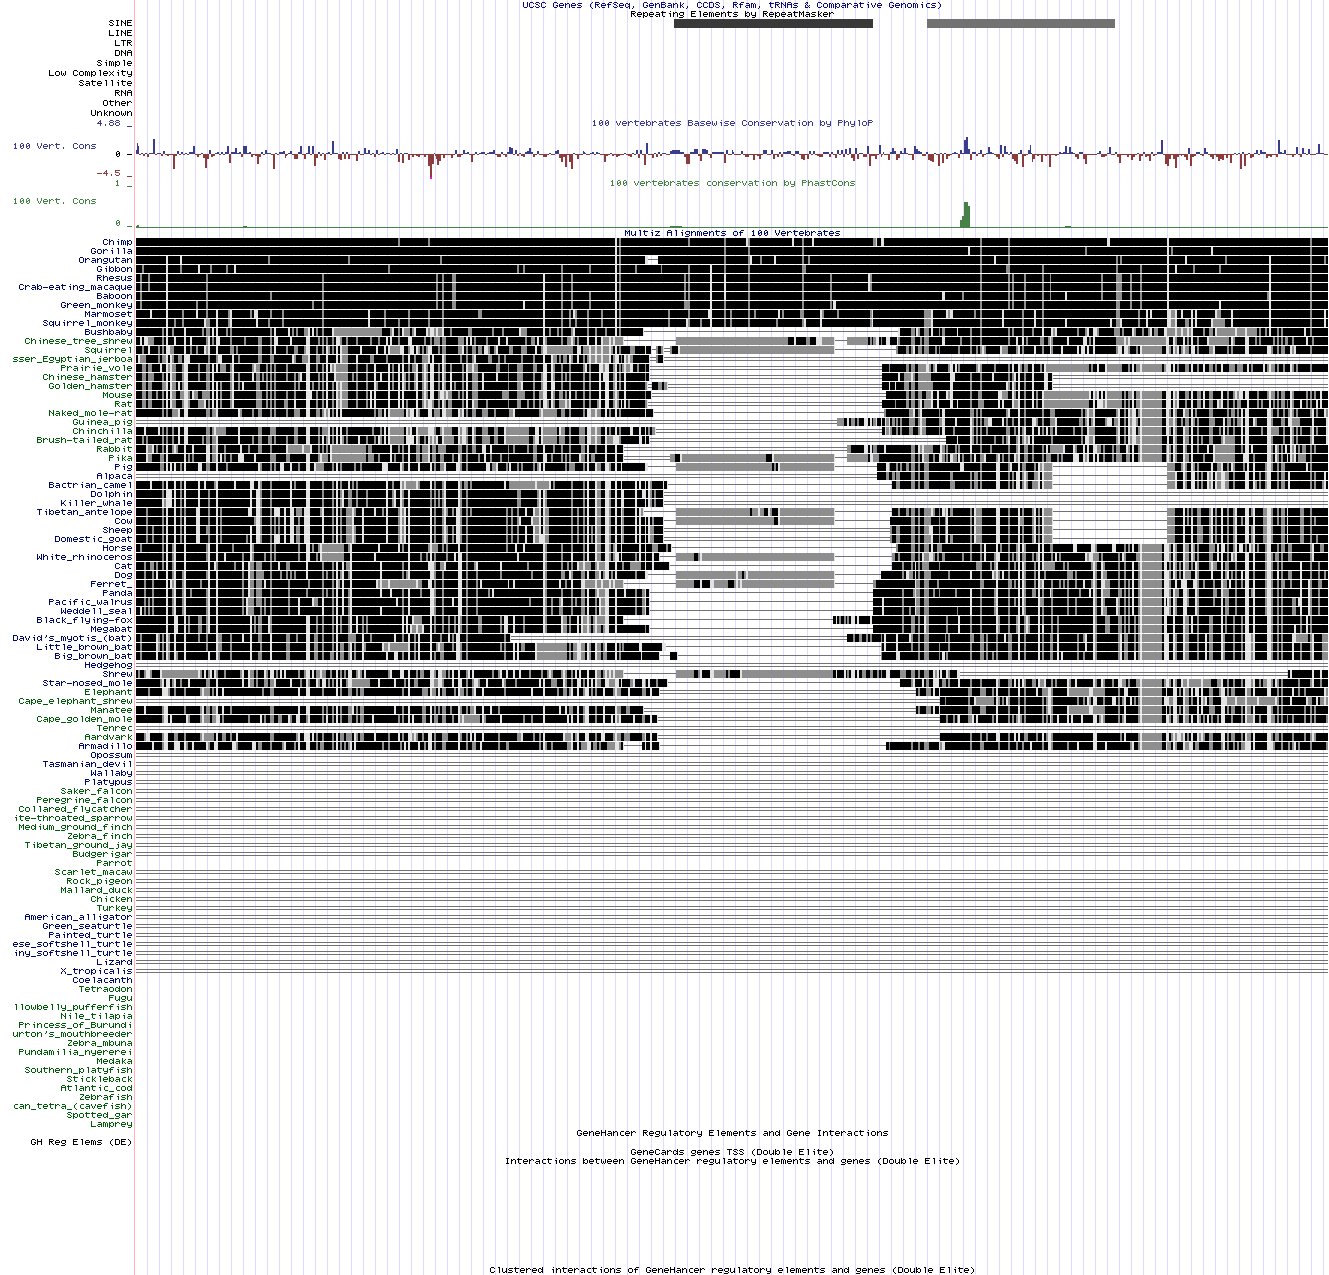 UCSC Genes (RefSeq, GenBank, CCDS, Rfam, tRNAs & Comparative Genomics)
Repeating Elements by RepeatMasker
SINE
LINE
LTR
DNA
Simple
Low Complexity
Satellite
RNA
Other
Unknown
100 vertebrates Basewise Conservation by PhyloP
4.88 _
100 Vert. Cons
0 _
-4.5 _
100 vertebrates conservation by PhastCons
1 _
100 Vert. Cons
0 _
Multiz Alignments of 100 Vertebrates
Chimp
Gorilla
Orangutan
Gibbon
Rhesus
Crab-eating_macaque
Baboon
Green_monkey
Marmoset
Squirrel_monkey
Bushbaby
Chinese_tree_shrew
Squirrel
sser_Egyptian_jerboa
Prairie_vole
Chinese_hamster
Golden_hamster
Mouse
Rat
Naked_mole-rat
Guinea_pig
Chinchilla
Brush-tailed_rat
Rabbit
Pika
Pig
Alpaca
Bactrian_camel
Dolphin
Killer_whale
Tibetan_antelope
Cow
Sheep
Domestic_goat
Horse
White_rhinoceros
Cat
Dog
Ferret_
Panda
Pacific_walrus
Weddell_seal
Black_flying-fox
Megabat
David's_myotis_(bat)
Little_brown_bat
Big_brown_bat
Hedgehog
Shrew
Star-nosed_mole
Elephant
Cape_elephant_shrew
Manatee
Cape_golden_mole
Tenrec
Aardvark
Armadillo
Opossum
Tasmanian_devil
Wallaby
Platypus
Saker_falcon
Peregrine_falcon
Collared_flycatcher
ite-throated_sparrow
Medium_ground_finch
Zebra_finch
Tibetan_ground_jay
Budgerigar
Parrot
Scarlet_macaw
Rock_pigeon
Mallard_duck
Chicken
Turkey
American_alligator
Green_seaturtle
Painted_turtle
ese_softshell_turtle
iny_softshell_turtle
Lizard
X_tropicalis
Coelacanth
Tetraodon
Fugu
llowbelly_pufferfish
Nile_tilapia
Princess_of_Burundi
urton's_mouthbreeder
Zebra_mbuna
Pundamilia_nyererei
Medaka
Southern_platyfish
Stickleback
Atlantic_cod
Zebrafish
can_tetra_(cavefish)
Spotted_gar
Lamprey
GeneHancer Regulatory Elements and Gene Interactions
GH Reg Elems (DE)
GeneCards genes TSS (Double Elite)
Interactions between GeneHancer regulatory elements and genes (Double Elite)
Clustered interactions of GeneHancer regulatory elements and genes (Double Elite)